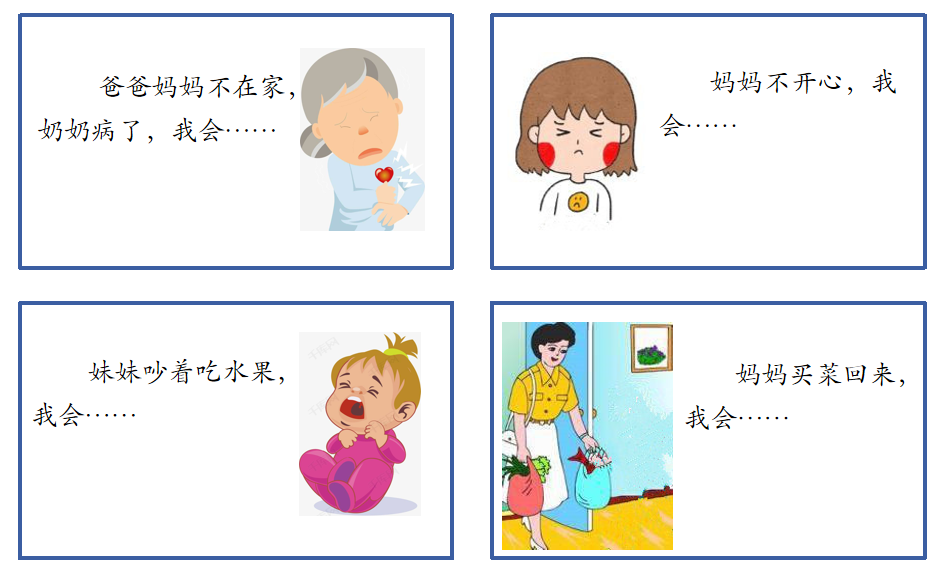 爸爸妈妈不在家，
奶奶病了，我会……
妈妈不开心，我
会……
妹妹吵着吃水果，
我会……
妈妈买菜回来，
我会……